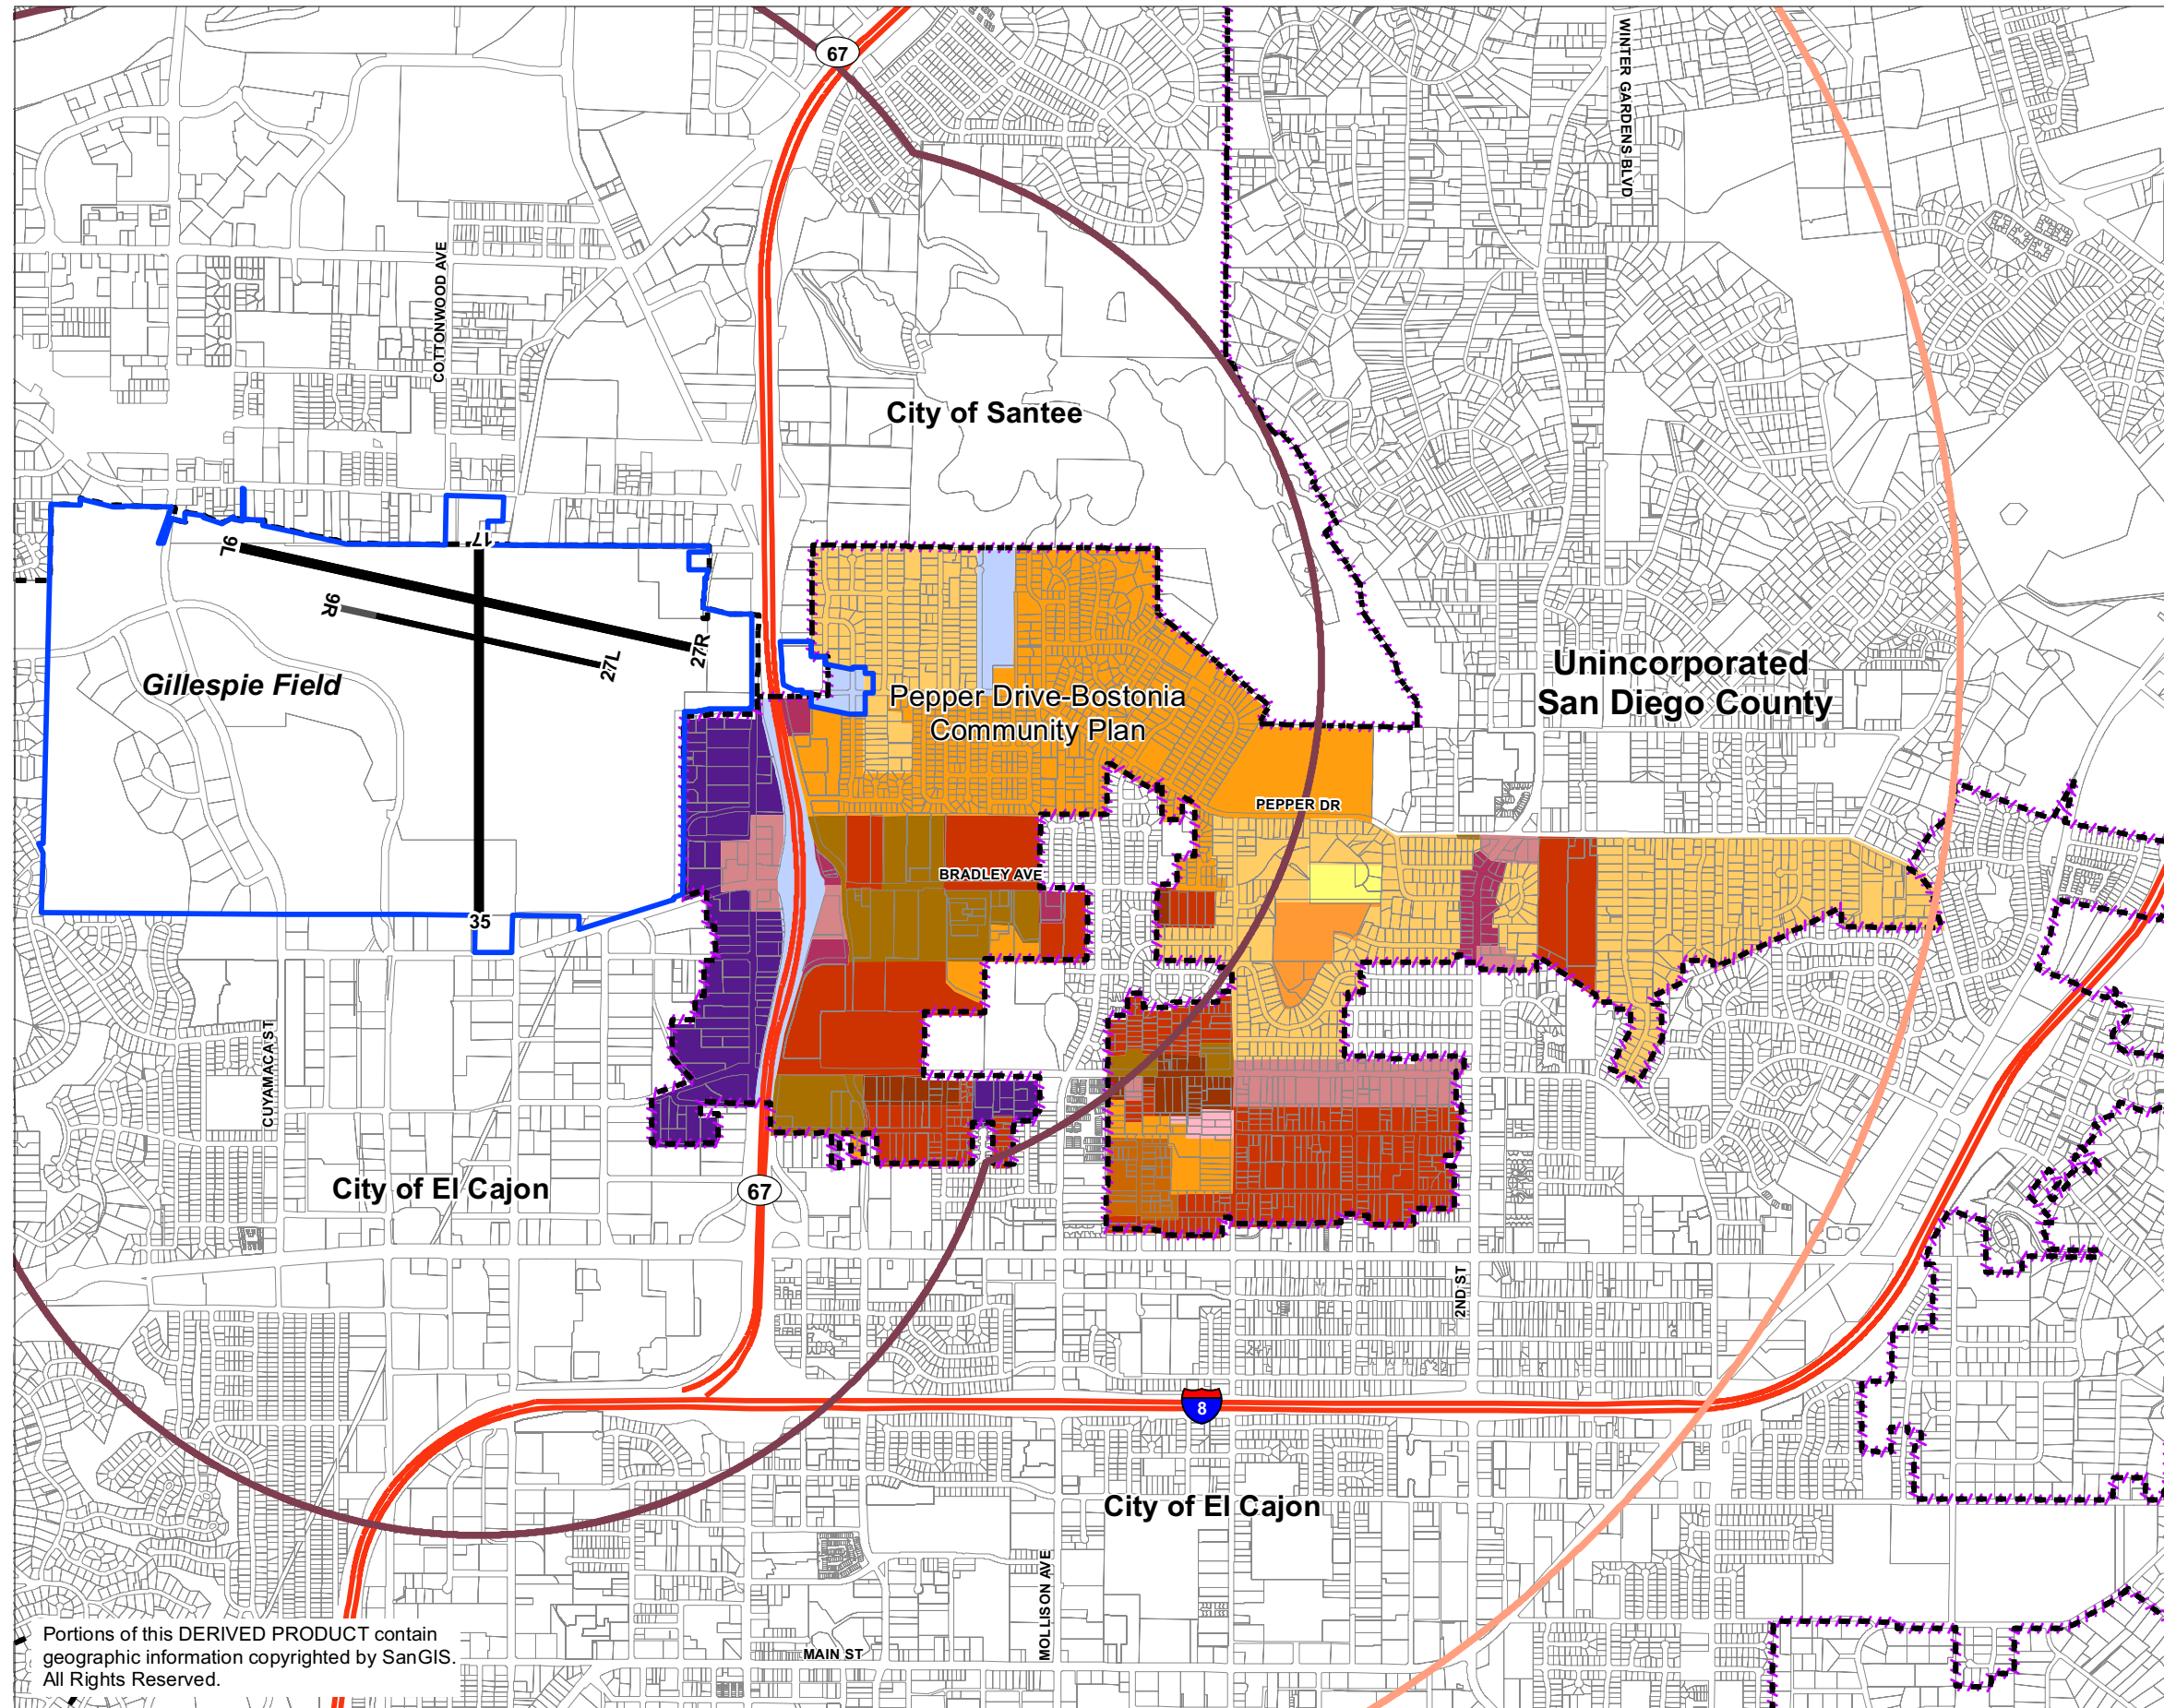 67
WINTER GARDENS BLVD
COTTONWOOD AVE
City of Santee
17
9L
9R
27L
27R
Gillespie Field
Unincorporated
San Diego County
Pepper Drive-Bostonia
Community Plan
PEPPER DR
BRADLEY AVE
35
CUYAMACA ST
City of El Cajon
67
2ND ST
8
City of El Cajon
MOLLISON AVE
MAIN ST
Portions of this DERIVED PRODUCT contain
geographic information copyrighted by SanGIS.
All Rights Reserved.